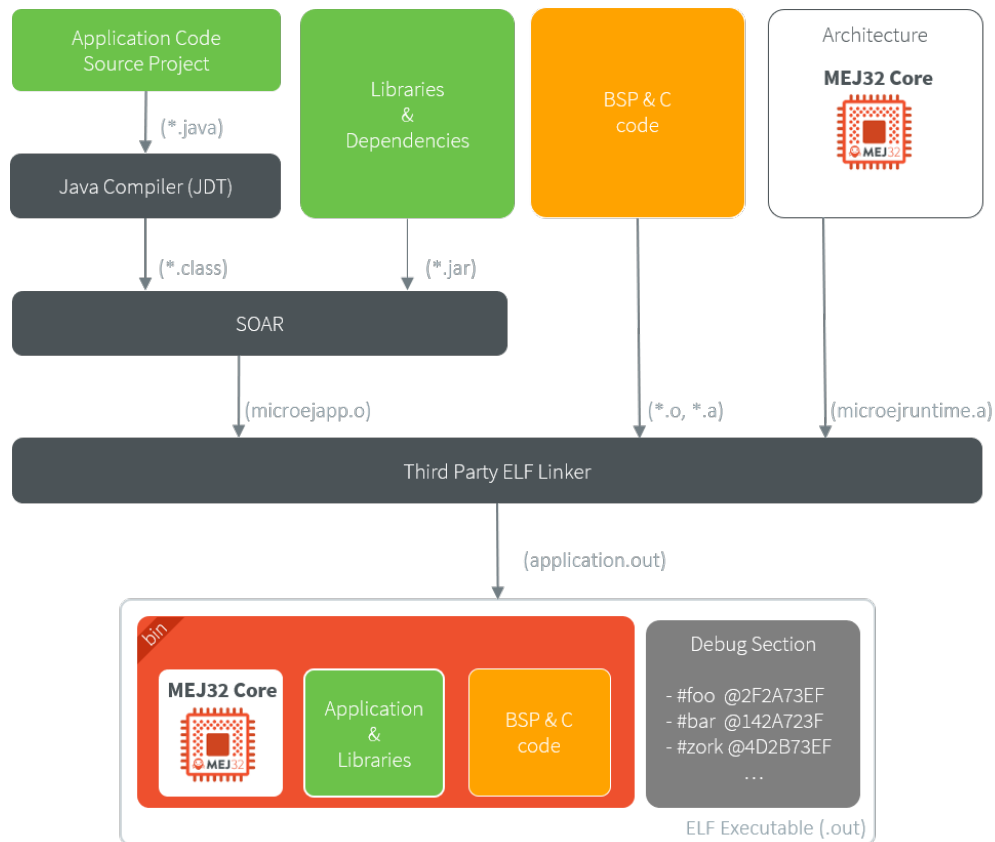 Application Code
Source Project
Libraries
&
Dependencies
BSP & C
code
Architecture
MEJ32 Core
MEJ32
(*.java)
Java Compiler (JDT)
(*.class)
(*.jar)
SOAR
(microejapp.o)
(*.o, *.a)
(microejruntime.a)
Third Party ELF Linker
(application.out)
bin
MEJ32 Core
MEJ32
Application
&
Libraries
BSP & C
code
Debug Section
- #foo @2F2A73EF
- #bar @142A723F
- #zork @4D2B73EF
...
ELF Executable (.out)